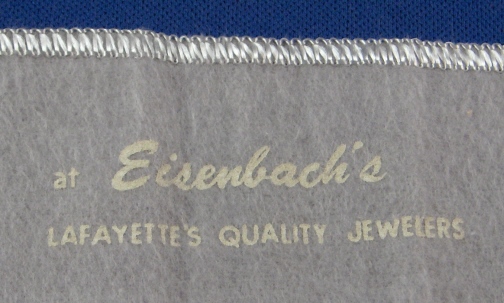 at Eisenbach's
LAFAYETTE'S QUALITY JEWELERS